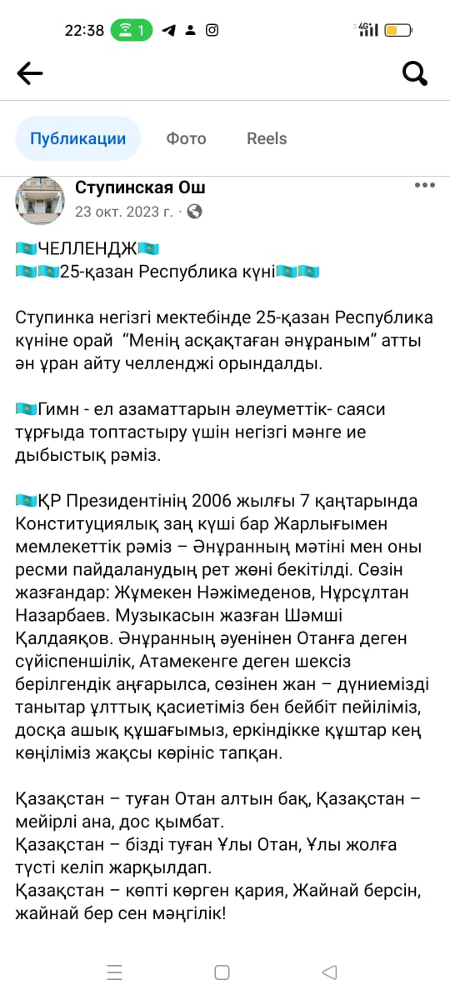 22:38
1
4G+
Публикации
Фото
Reels
Ступинская Ош
23 окт. 2023 г. ·
🇰🇿ЧЕЛЛЕНДЖ🇰🇿
🇰🇿🇰🇿25-қазан Республика күні🇰🇿🇰🇿
Ступинка негізгі мектебінде 25-қазан Республика
күніне орай “Менің асқақтаған әнұраным” атты
ән ұран айту челленджі орындалды.
🇰🇿Гимн - ел азаматтарын әлеуметтік- саяси
тұрғыда топтастыру үшін негізгі мәнге ие
дыбыстық рәміз.
🇰🇿ҚР Президентінің 2006 жылғы 7 қаңтарында
Конституциялық заң күші бар Жарлығымен
мемлекеттік рәміз – Әнұранның мәтіні мен оны
ресми пайдаланудың рет жөні бекітілді. Сөзін
жазғандар: Жұмекен Нәжімеденов, Нұрсұлтан
Назарбаев. Музыкасын жазған Шәмші
Қалдаяқов. Әнұранның әуенінен Отанға деген
сүйіспеншілік, Атамекенге деген шексіз
берілгендік аңғарылса, сөзінен жан – дүниемізді
танытар ұлттық қасиетіміз бен бейбіт пейіліміз,
досқа ашық құшағымыз, еркіндікке құштар кең
көңіліміз жақсы көрініс тапқан.
Қазақстан – туған Отан алтын бақ, Қазақстан –
мейірлі ана, дос қымбат.
Қазақстан – бізді туған Ұлы Отан, Ұлы жолға
түсті келіп жарқылдап.
Қазақстан – көпті көрген қария, Жайнай берсін,
жайнай бер сен мәңгілік!